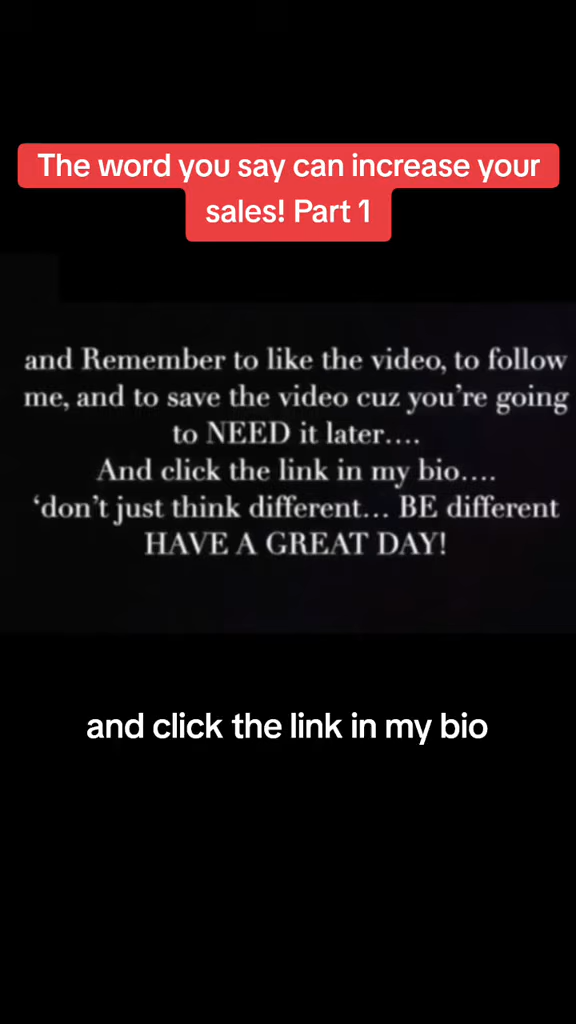 The word you say can increase your
sales! Part 1
and Remember to like the video, to follow
me, and to save the video cuz you're going
to NEED it later....
And click the link in my bio....
‘don't just think different... BE different
HAVE A GREAT DAY!
and click the link in my bio